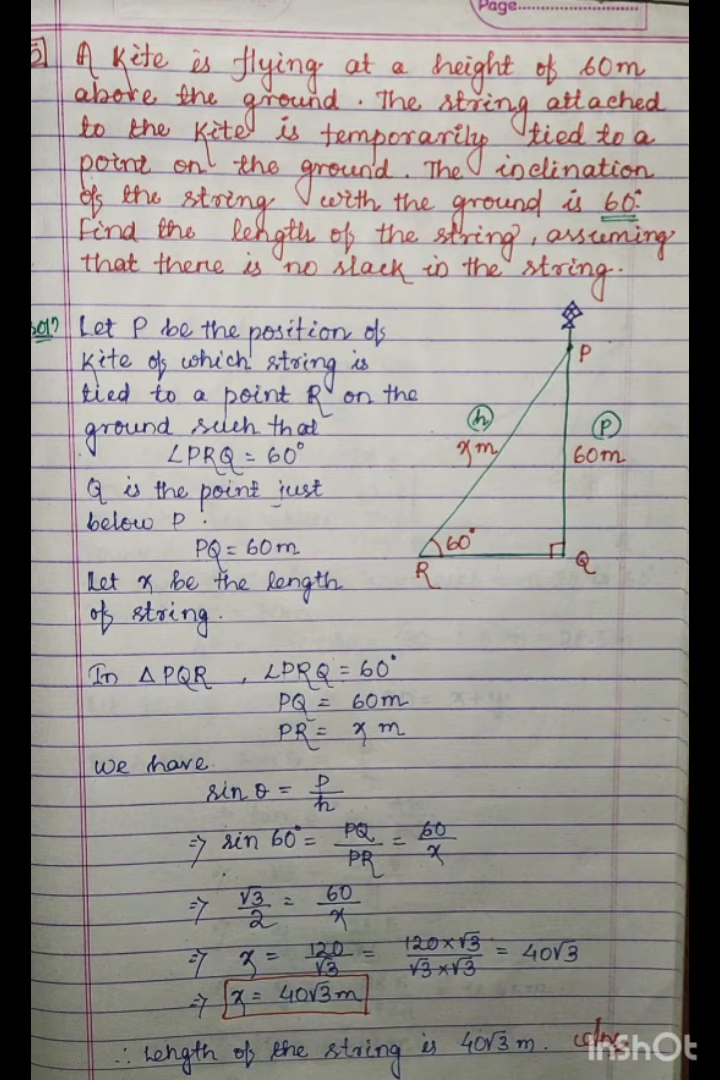 Page..............................
5] A Kite is flying at a height of 60m
above the ground. The string attached
to the Kite is temporarily tied to a
point on the ground. The inclination
of the string with the ground is 60°.
Find the length of the string, assuming
that there is no slack in the string.
Solⁿ Let P be the position of
Kite of which string is
tied to a point R on the
ground such that
∠PRQ = 60°
Q is the point just
below P.
PQ = 60m
Let x be the length
of string.
P
h
x m
P
60m
60°
R
Q
In △PQR, ∠PRQ = 60°
PQ = 60m
PR = x m
we have
sin θ = P/h
⇒ sin 60° = PQ/PR = 60/x
⇒ √3/2 = 60/x
⇒ x = 120/√3 = 120×√3/√3×√3 = 40√3
⇒ x = 40√3 m
∴ Length of the string is 40√3 m.
InshOt